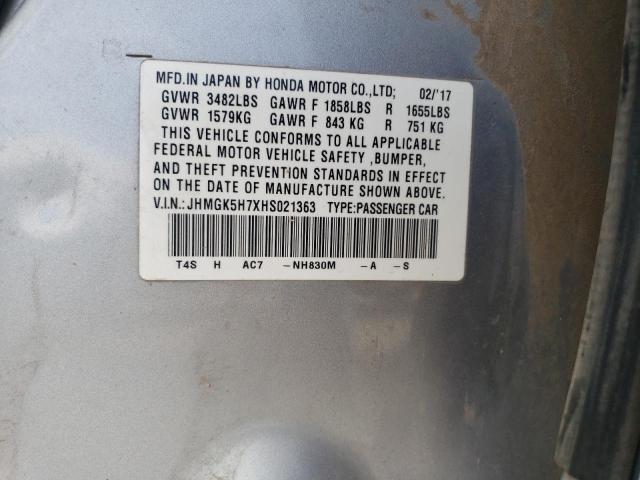 MFD.IN JAPAN BY HONDA MOTOR CO.,LTD; 02/'17
GVWR 3482LBS GAWR F 1858LBS R 1655LBS
GVWR 1579KG GAWR F 843 KG R 751 KG
THIS VEHICLE CONFORMS TO ALL APPLICABLE
FEDERAL MOTOR VEHICLE SAFETY ,BUMPER,
AND THEFT PREVENTION STANDARDS IN EFFECT
ON THE DATE OF MANUFACTURE SHOWN ABOVE.
V.I.N.: JHMGK5H7XHS021363 TYPE:PASSENGER CAR
T4S H AC7 -NH830M -A -S